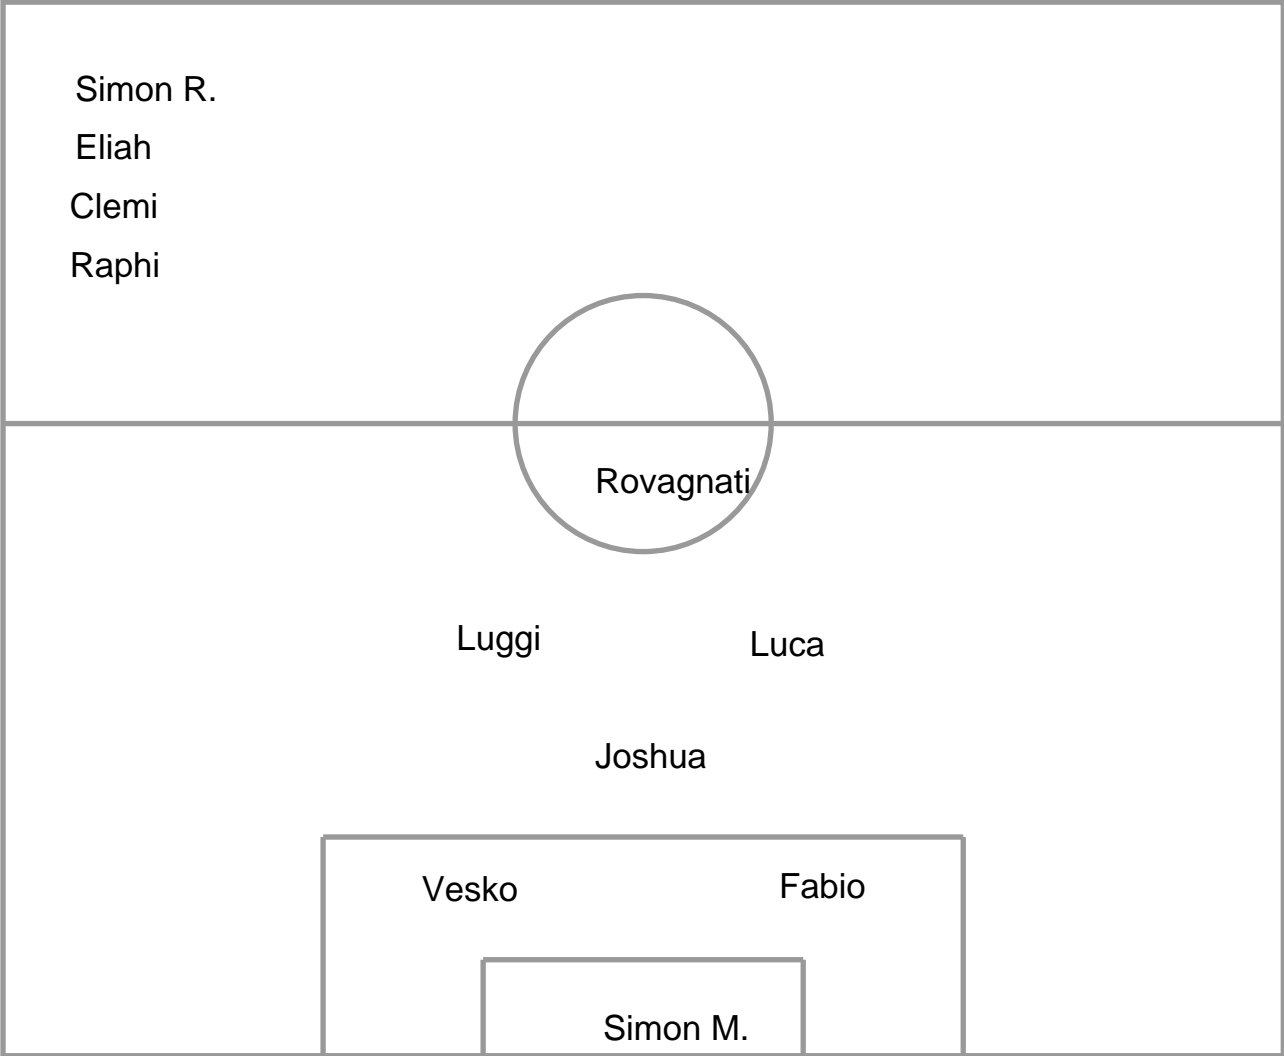 Simon R.
Eliah
Clemi
Raphi
Rovagnati
Luggi
Luca
Joshua
Vesko
Fabio
Simon M.